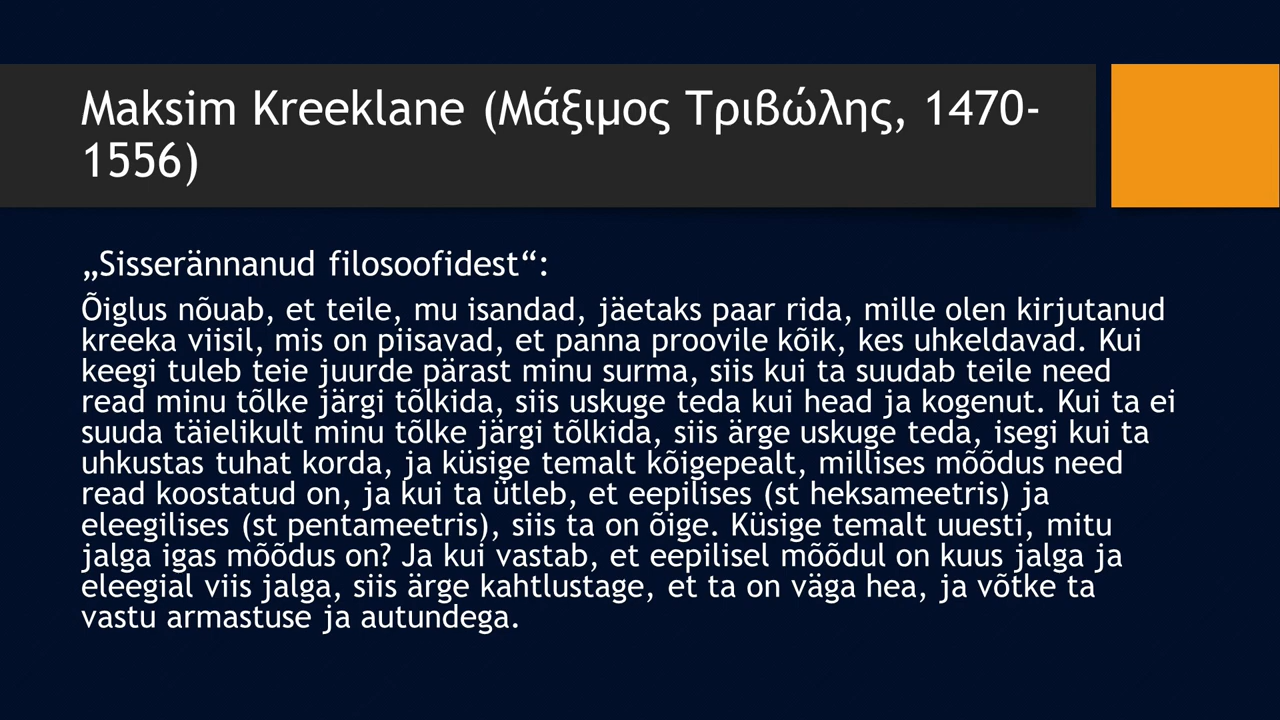 Maksim Kreeklane (Μάξιμος Τριβώλης, 1470-
1556)
„Sisserännanud filosoofidest“:
Õiglus nõuab, et teile, mu isandad, jäetaks paar rida, mille olen kirjutanud
kreeka viisil, mis on piisavad, et panna proovile kõik, kes uhkeldavad. Kui
keegi tuleb teie juurde pärast minu surma, siis kui ta suudab teile need
read minu tõlke järgi tõlkida, siis uskuge teda kui head ja kogenut. Kui ta ei
suuda täielikult minu tõlke järgi tõlkida, siis ärge uskuge teda, isegi kui ta
uhkustas tuhat korda, ja küsige temalt kõigepealt, millises mõõdus need
read koostatud on, ja kui ta ütleb, et eepilises (st heksameetris) ja
eleegilises (st pentameetris), siis ta on õige. Küsige temalt uuesti, mitu
jalga igas mõõdus on? Ja kui vastab, et eepilisel mõõdul on kuus jalga ja
eleegial viis jalga, siis ärge kahtlustage, et ta on väga hea, ja võtke ta
vastu armastuse ja autundega.